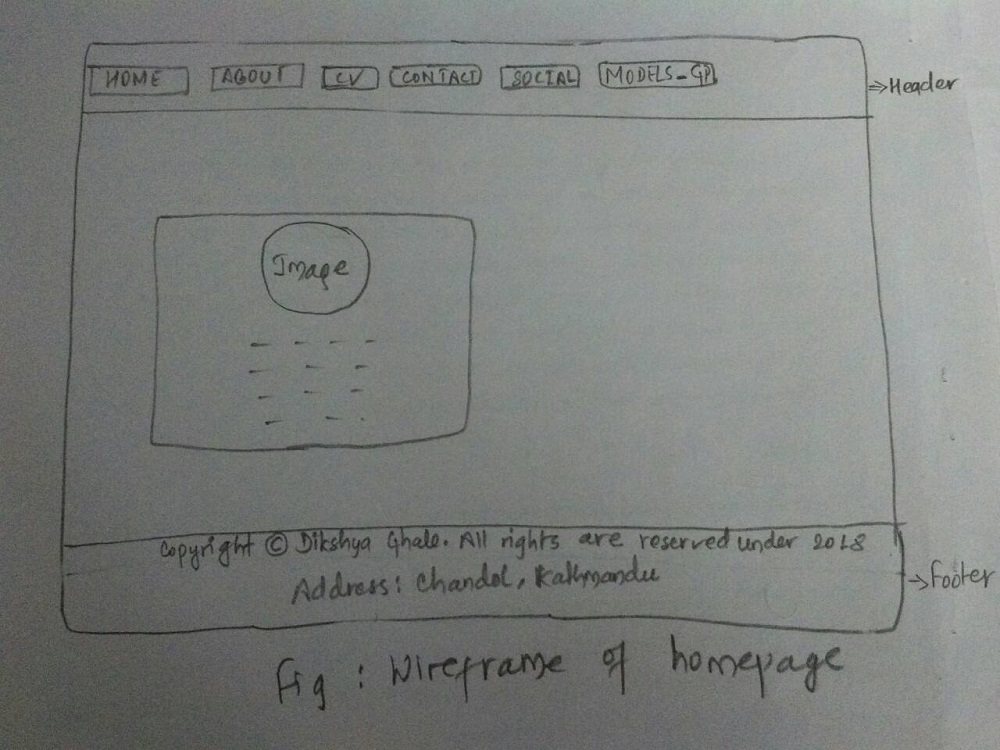 HOME ABOUT CV CONTACT SOCIAL MODELS_GP
⇒Header
Image
Copyright © Dikshya Ghale. All rights are reserved under 2018
Address: Chandol, Kathmandu
→footer
fig : Wireframe of homepage